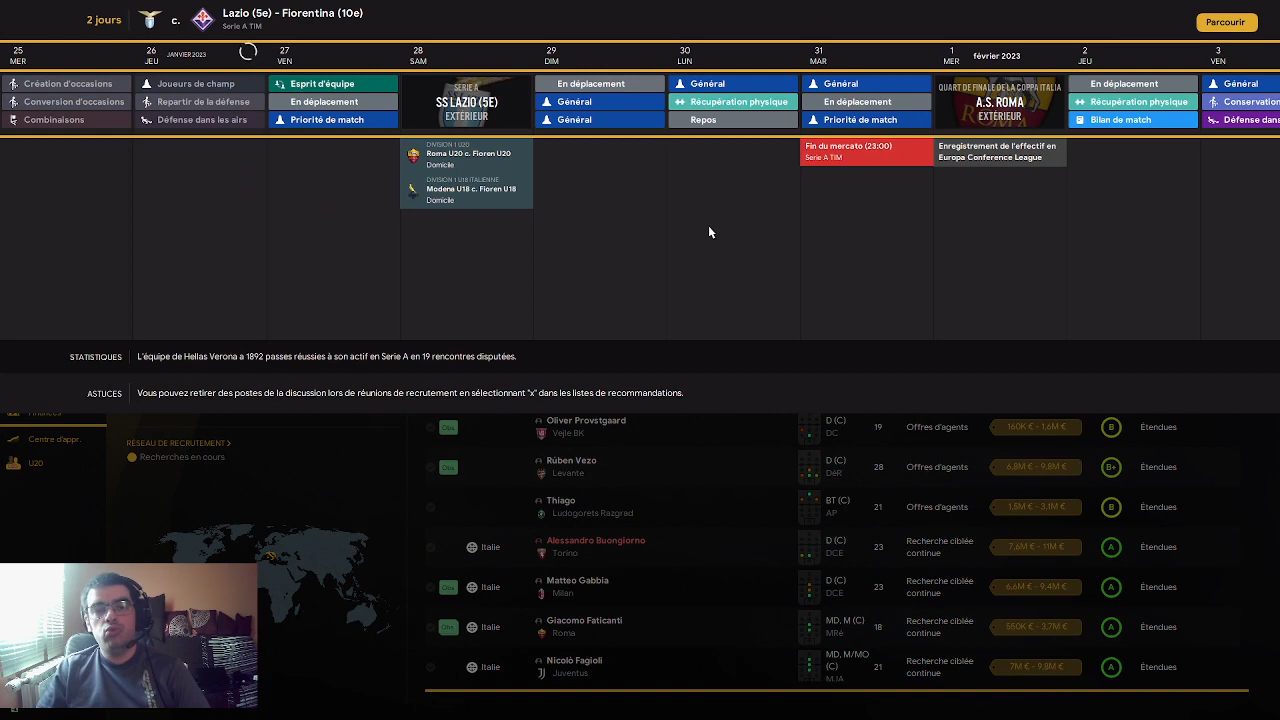 2 jours
c.
Lazio (5e) - Fiorentina (10e)
Serie A TIM
Parcourir
25
MER
26
JEU
JANVIER 2023
27
VEN
28
SAM
29
DIM
30
LUN
31
MAR
1
MER
février 2023
2
JEU
3
VEN
Création d'occasions
Conversion d'occasions
Combinaisons
Joueurs de champ
Repartir de la défense
Défense dans les airs
Esprit d'équipe
En déplacement
Priorité de match
SERIE A
SS LAZIO (5E)
EXTÉRIEUR
En déplacement
Général
Général
Général
Récupération physique
Repos
Général
En déplacement
Priorité de match
QUART DE FINALE DE LA COPPA ITALIA
A.S. ROMA
EXTÉRIEUR
En déplacement
Récupération physique
Bilan de match
Général
Conservation
Défense dans
DIVISION 1 U20
Roma U20 c. Fioren U20
Domicile
DIVISION 1 U18 ITALIENNE
Modena U18 c. Fioren U18
Domicile
Fin du mercato (23:00)
Serie A TIM
Enregistrement de l'effectif en
Europa Conference League
STATISTIQUES
L'équipe de Hellas Verona a 1892 passes réussies à son actif en Serie A en 19 rencontres disputées.
ASTUCES
Vous pouvez retirer des postes de la discussion lors de réunions de recrutement en sélectionnant "x" dans les listes de recommandations.
Finances
Centre d'appr.
U20
RÉSEAU DE RECRUTEMENT >
Recherches en cours
Obs
Oliver Provstgaard
Vejle BK
D (C)
DC
19
Offres d'agents
160K € - 1,6M €
B
Étendues
Obs
Rúben Vezo
Levante
D (C)
DéR
28
Offres d'agents
6,8M € - 9,8M €
B+
Étendues
Thiago
Ludogorets Razgrad
BT (C)
AP
21
Offres d'agents
1,5M € - 3,1M €
B
Étendues
Italie
Alessandro Buongiorno
Torino
D (C)
DCE
23
Recherche ciblée
continue
7,6M € - 11M €
A
Étendues
Obs
Italie
Matteo Gabbia
Milan
D (C)
DCE
23
Recherche ciblée
continue
6,6M € - 9,4M €
A
Étendues
Obs
Italie
Giacomo Faticanti
Roma
MD, M (C)
MRé
18
Recherche ciblée
continue
550K € - 3,7M €
A
Étendues
Italie
Nicolò Fagioli
Juventus
MD, M/MO
(C)
MJA
21
Recherche ciblée
continue
7M € - 9,8M €
A
Étendues